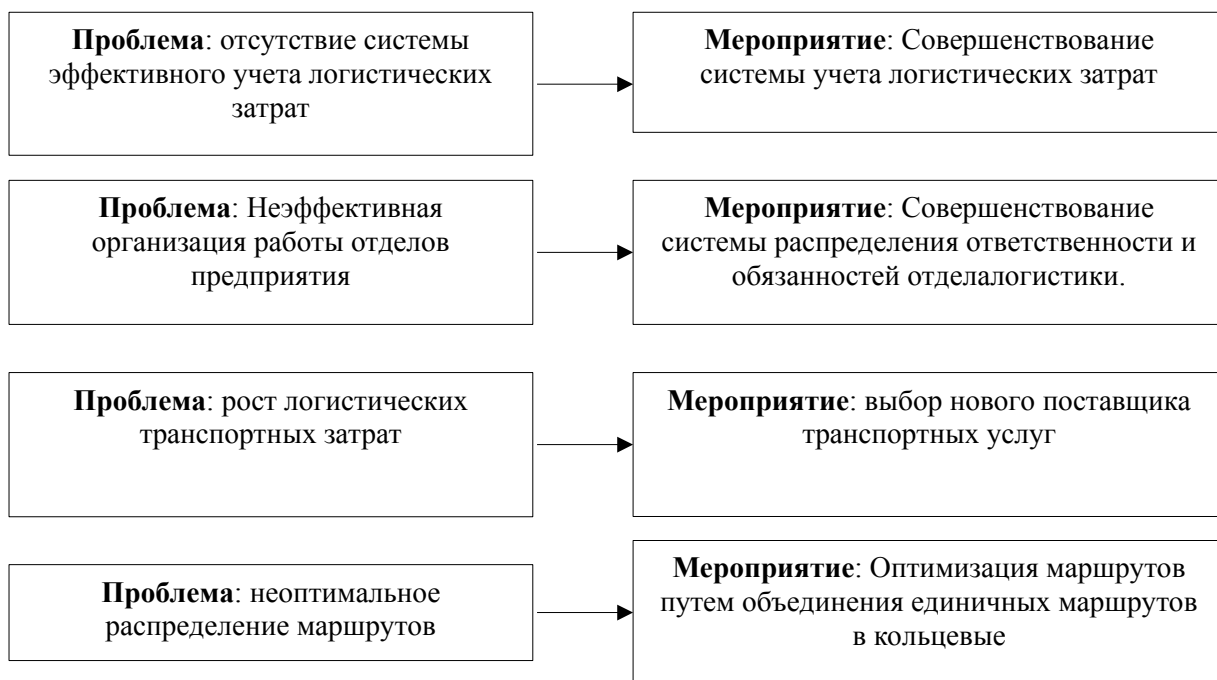 Проблема: отсутствие системы
эффективного учета логистических
затрат
Мероприятие: Совершенствование
системы учета логистических затрат
Проблема: Неэффективная
организация работы отделов
предприятия
Мероприятие: Совершенствование
системы распределения ответственности и
обязанностей отделалогистики.
Проблема: рост логистических
транспортных затрат
Мероприятие: выбор нового поставщика
транспортных услуг
Проблема: неоптимальное
распределение маршрутов
Мероприятие: Оптимизация маршрутов
путем объединения единичных маршрутов
в кольцевые